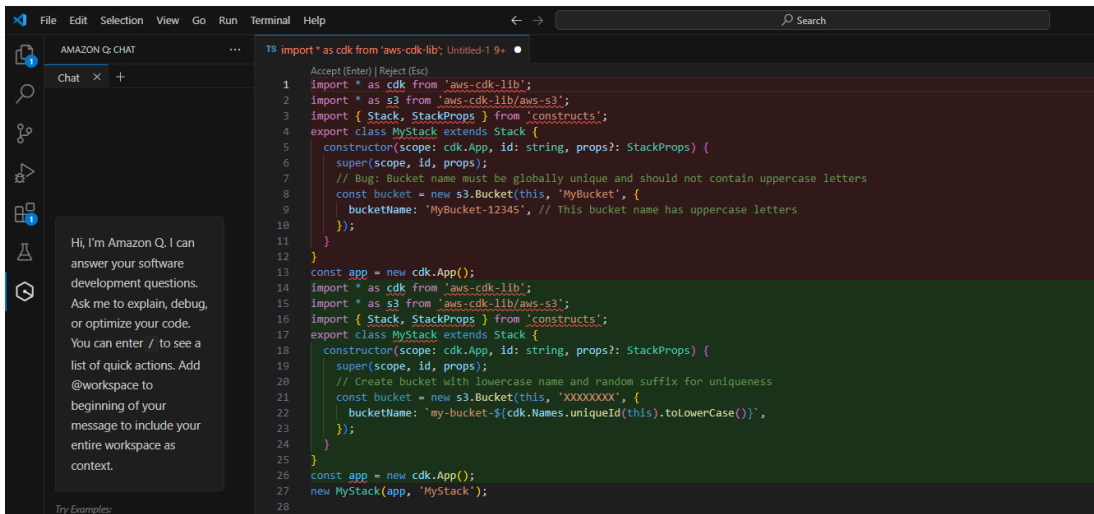 File Edit Selection View Go Run Terminal Help
Search
AMAZON Q: CHAT
Chat
Hi, I'm Amazon Q. I can
answer your software
development questions.
Ask me to explain, debug,
or optimize your code.
You can enter / to see a
list of quick actions. Add
@workspace to
beginning of your
message to include your
entire workspace as
context.
Try Examples:
1
1
TS import * as cdk from 'aws-cdk-lib'; Untitled-1 9+
Accept (Enter) | Reject (Esc)
1 import * as cdk from 'aws-cdk-lib';
2 import * as s3 from 'aws-cdk-lib/aws-s3';
3 import { Stack, StackProps } from 'constructs';
4 export class MyStack extends Stack {
5 constructor(scope: cdk.App, id: string, props?: StackProps) {
6 super(scope, id, props);
7 // Bug: Bucket name must be globally unique and should not contain uppercase letters
8 const bucket = new s3.Bucket(this, 'MyBucket', {
9 bucketName: 'MyBucket-12345', // This bucket name has uppercase letters
10 });
11 }
12 }
13 const app = new cdk.App();
14 import * as cdk from 'aws-cdk-lib';
15 import * as s3 from 'aws-cdk-lib/aws-s3';
16 import { Stack, StackProps } from 'constructs';
17 export class MyStack extends Stack {
18 constructor(scope: cdk.App, id: string, props?: StackProps) {
19 super(scope, id, props);
20 // Create bucket with lowercase name and random suffix for uniqueness
21 const bucket = new s3.Bucket(this, 'XXXXXXXX', {
22 bucketName: `my-bucket-${cdk.Names.uniqueId(this).toLowerCase()}`,
23 });
24 }
25 }
26 const app = new cdk.App();
27 new MyStack(app, 'MyStack');
28